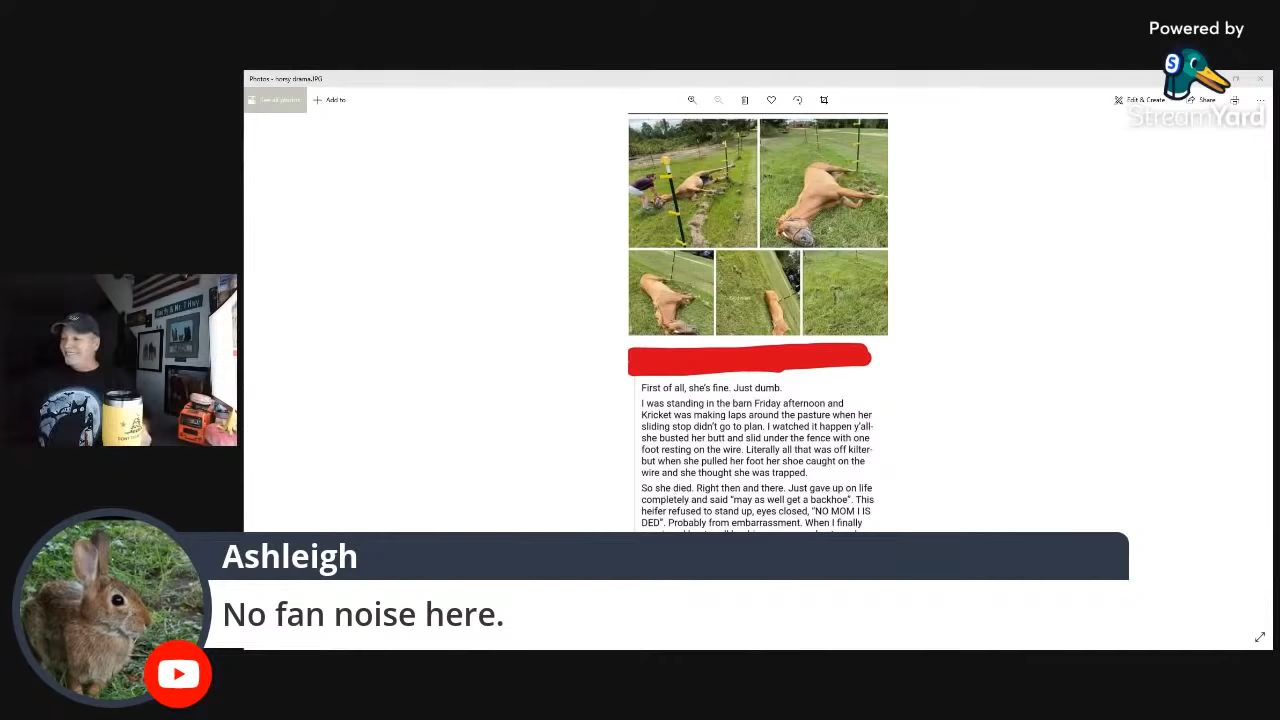 Powered by
StreamYard
Photos - horsy drama.JPG
See all photos
Add to
Edit & Create
Share
First of all, she's fine. Just dumb.
I was standing in the barn Friday afternoon and
Kricket was making laps around the pasture when her
sliding stop didn't go to plan. I watched it happen y'all-
she busted her butt and slid under the fence with one
foot resting on the wire. Literally all that was off kilter-
but when she pulled her foot her shoe caught on the
wire and she thought she was trapped.
So she died. Right then and there. Just gave up on life
completely and said "may as well get a backhoe". This
heifer refused to stand up, eyes closed, "NO MOM I IS
DED". Probably from embarrassment. When I finally
Ashleigh
No fan noise here.